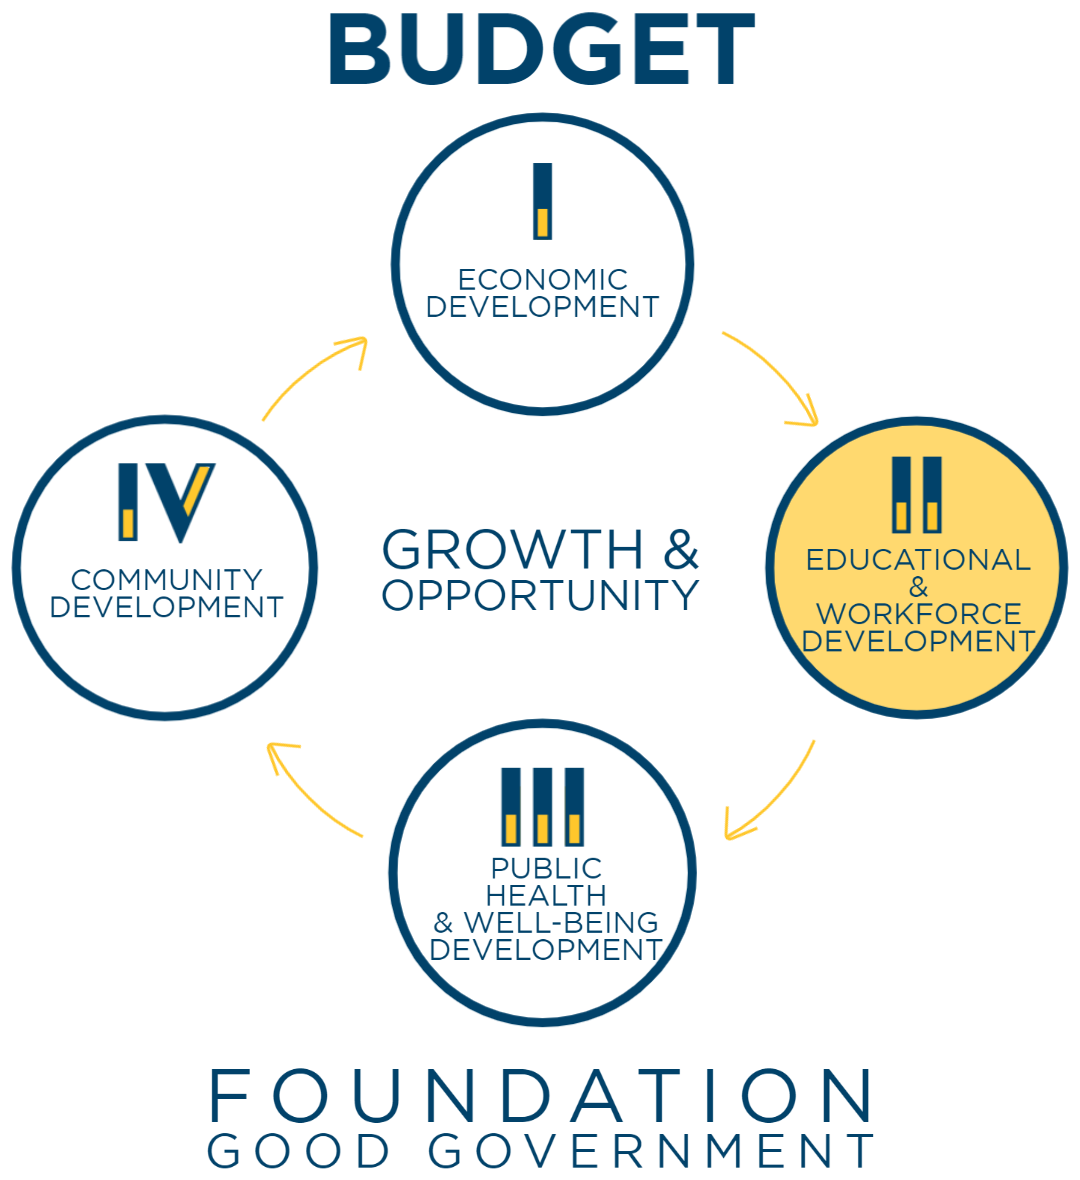 BUDGET
I
ECONOMIC
DEVELOPMENT
II
EDUCATIONAL
&
WORKFORCE
DEVELOPMENT
IV
COMMUNITY
DEVELOPMENT
GROWTH &
OPPORTUNITY
III
PUBLIC
HEALTH
& WELL-BEING
DEVELOPMENT
FOUNDATION
GOOD GOVERNMENT